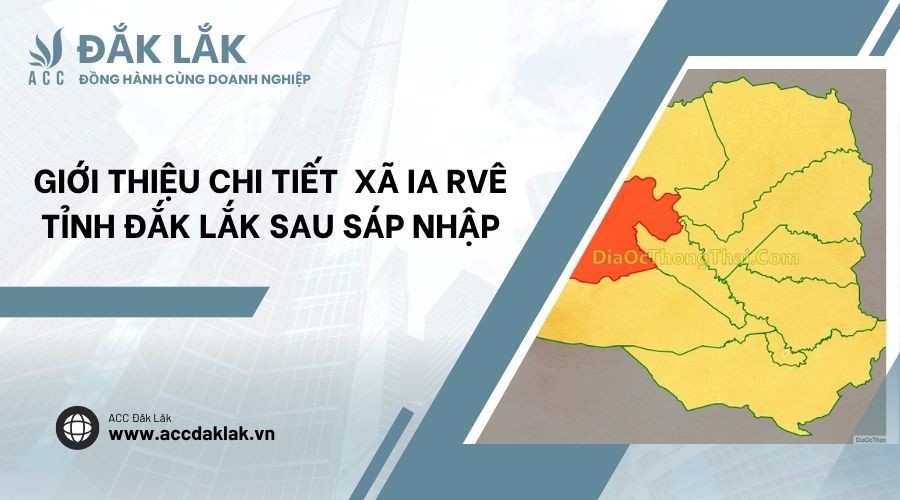 ACC
ĐẮK LẮK
ĐỒNG HÀNH CÙNG DOANH NGHIỆP
GIỚI THIỆU CHI TIẾT XÃ IA RVÊ
TỈNH ĐẮK LẮK SAU SÁP NHẬP
DiaOcThongThai.Com
ACC Đắk Lắk
www.accdaklak.vn
DiaOcThon